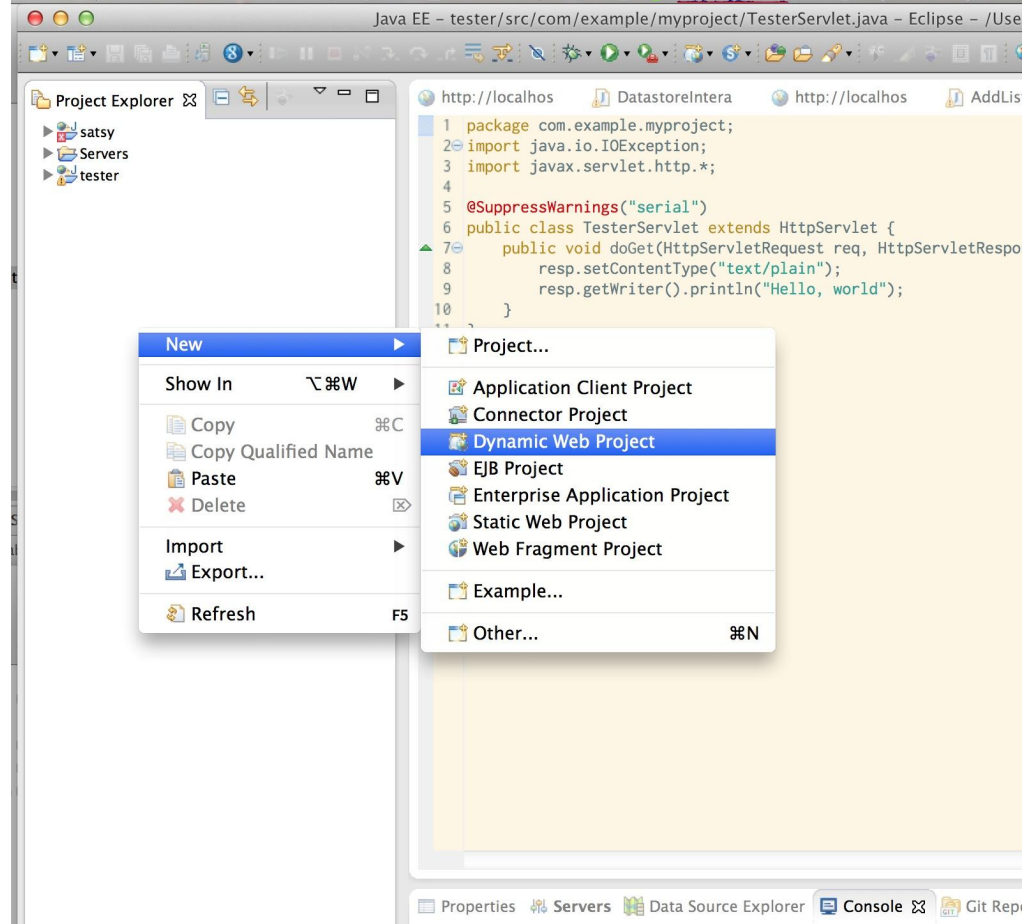 Java EE – tester/src/com/example/myproject/TesterServlet.java – Eclipse – /Use
Project Explorer
satsy
Servers
tester
http://localhos
DatastoreIntera
http://localhos
AddLis
1 package com.example.myproject;
2 import java.io.IOException;
3 import javax.servlet.http.*;
4
5 @SuppressWarnings("serial")
6 public class TesterServlet extends HttpServlet {
7 public void doGet(HttpServletRequest req, HttpServletRespo
8 resp.setContentType("text/plain");
9 resp.getWriter().println("Hello, world");
10 }
New
Show In ⌥⌘W
Copy ⌘C
Copy Qualified Name
Paste ⌘V
Delete ⌦
Import
Export...
Refresh F5
Project...
Application Client Project
Connector Project
Dynamic Web Project
EJB Project
Enterprise Application Project
Static Web Project
Web Fragment Project
Example...
Other... ⌘N
Properties
Servers
Data Source Explorer
Console
Git Repo